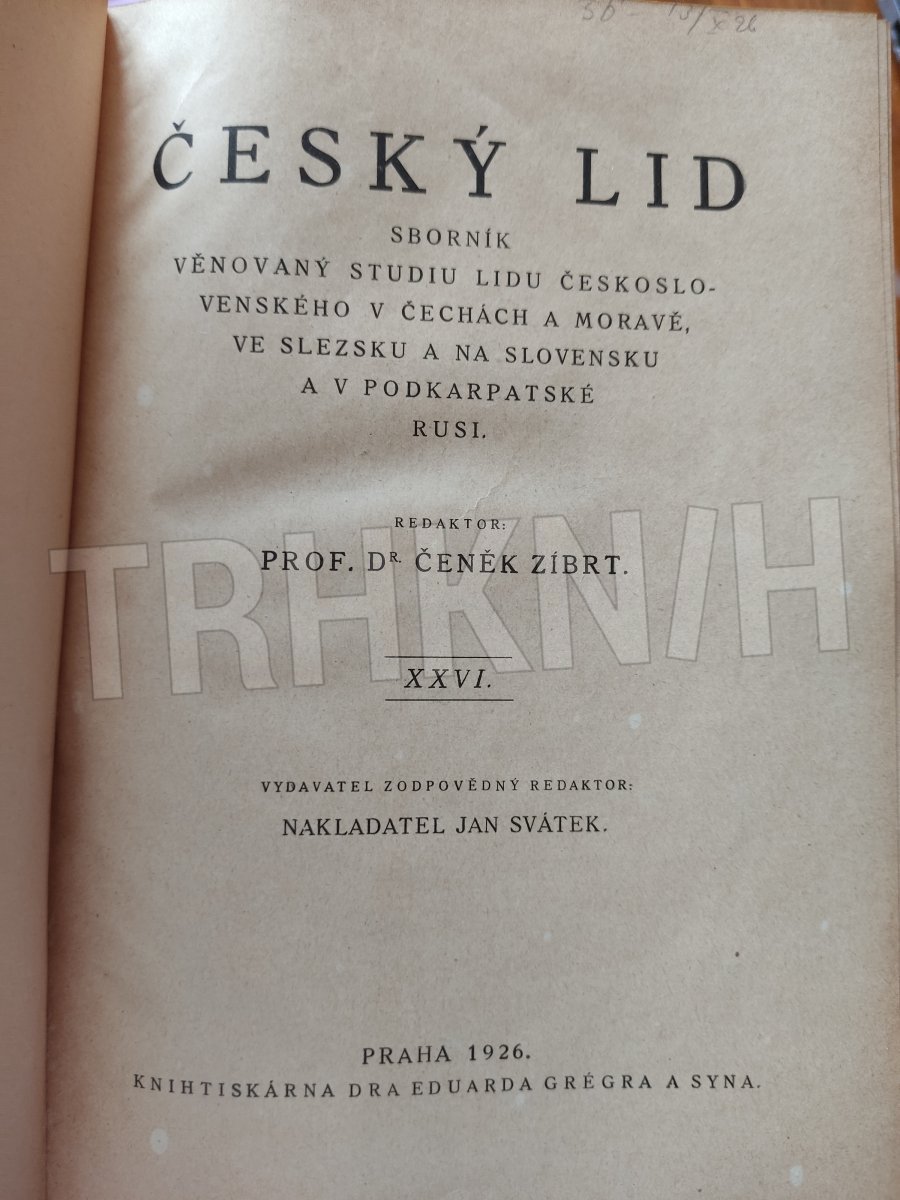 ČESKÝ LID
SBORNÍK
VĚNOVANÝ STUDIU LIDU ČESKOSLO-
VENSKÉHO V ČECHÁCH A MORAVĚ,
VE SLEZSKU A NA SLOVENSKU
A V PODKARPATSKÉ
RUSI.
REDAKTOR:
PROF. DR. ČENĚK ZÍBRT.
TRHKNIH
XXVI.
VYDAVATEL ZODPOVĚDNÝ REDAKTOR:
NAKLADATEL JAN SVÁTEK.
PRAHA 1926.
KNIHTISKÁRNA DRA EDUARDA GRÉGRA A SYNA.